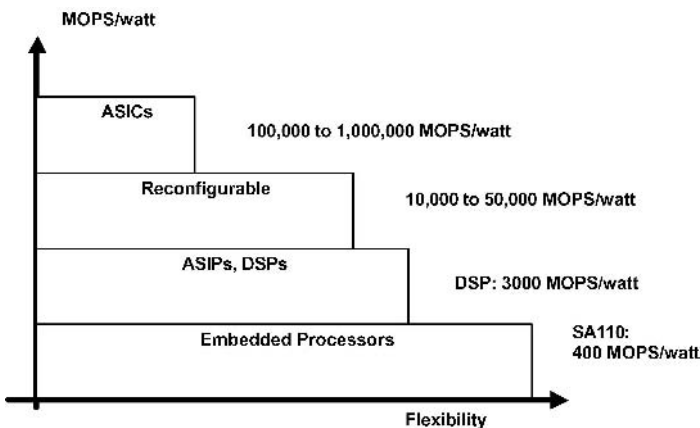 MOPS/watt
ASICs
100,000 to 1,000,000 MOPS/watt
Reconfigurable
10,000 to 50,000 MOPS/watt
ASIPs, DSPs
DSP: 3000 MOPS/watt
Embedded Processors
SA110:
400 MOPS/watt
Flexibility